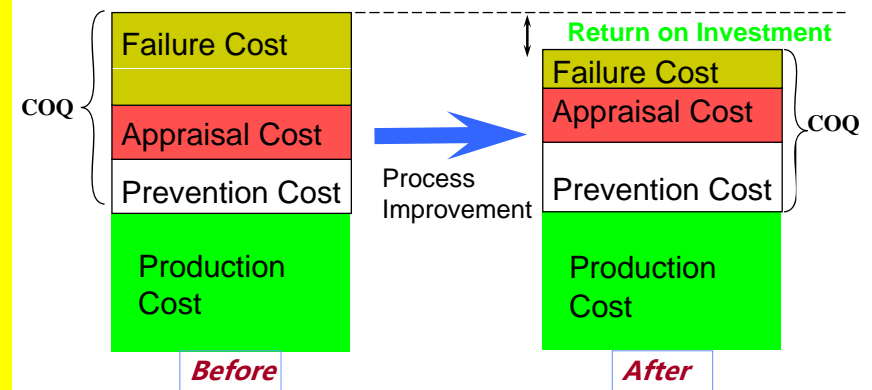 Failure Cost
COQ
Appraisal Cost
Prevention Cost
Production
Cost
Before
Process
Improvement
Return on Investment
Failure Cost
Appraisal Cost
COQ
Prevention Cost
Production
Cost
After